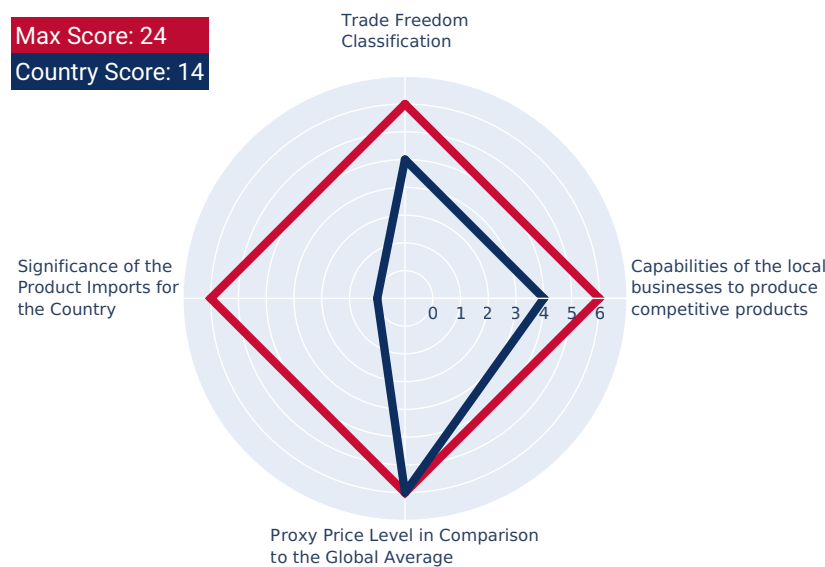 Max Score: 24
Country Score: 14
Trade Freedom
Classification
Significance of the
Product Imports for
the Country
Capabilities of the local
businesses to produce
competitive products
0 1 2 3 4 5 6
Proxy Price Level in Comparison
to the Global Average